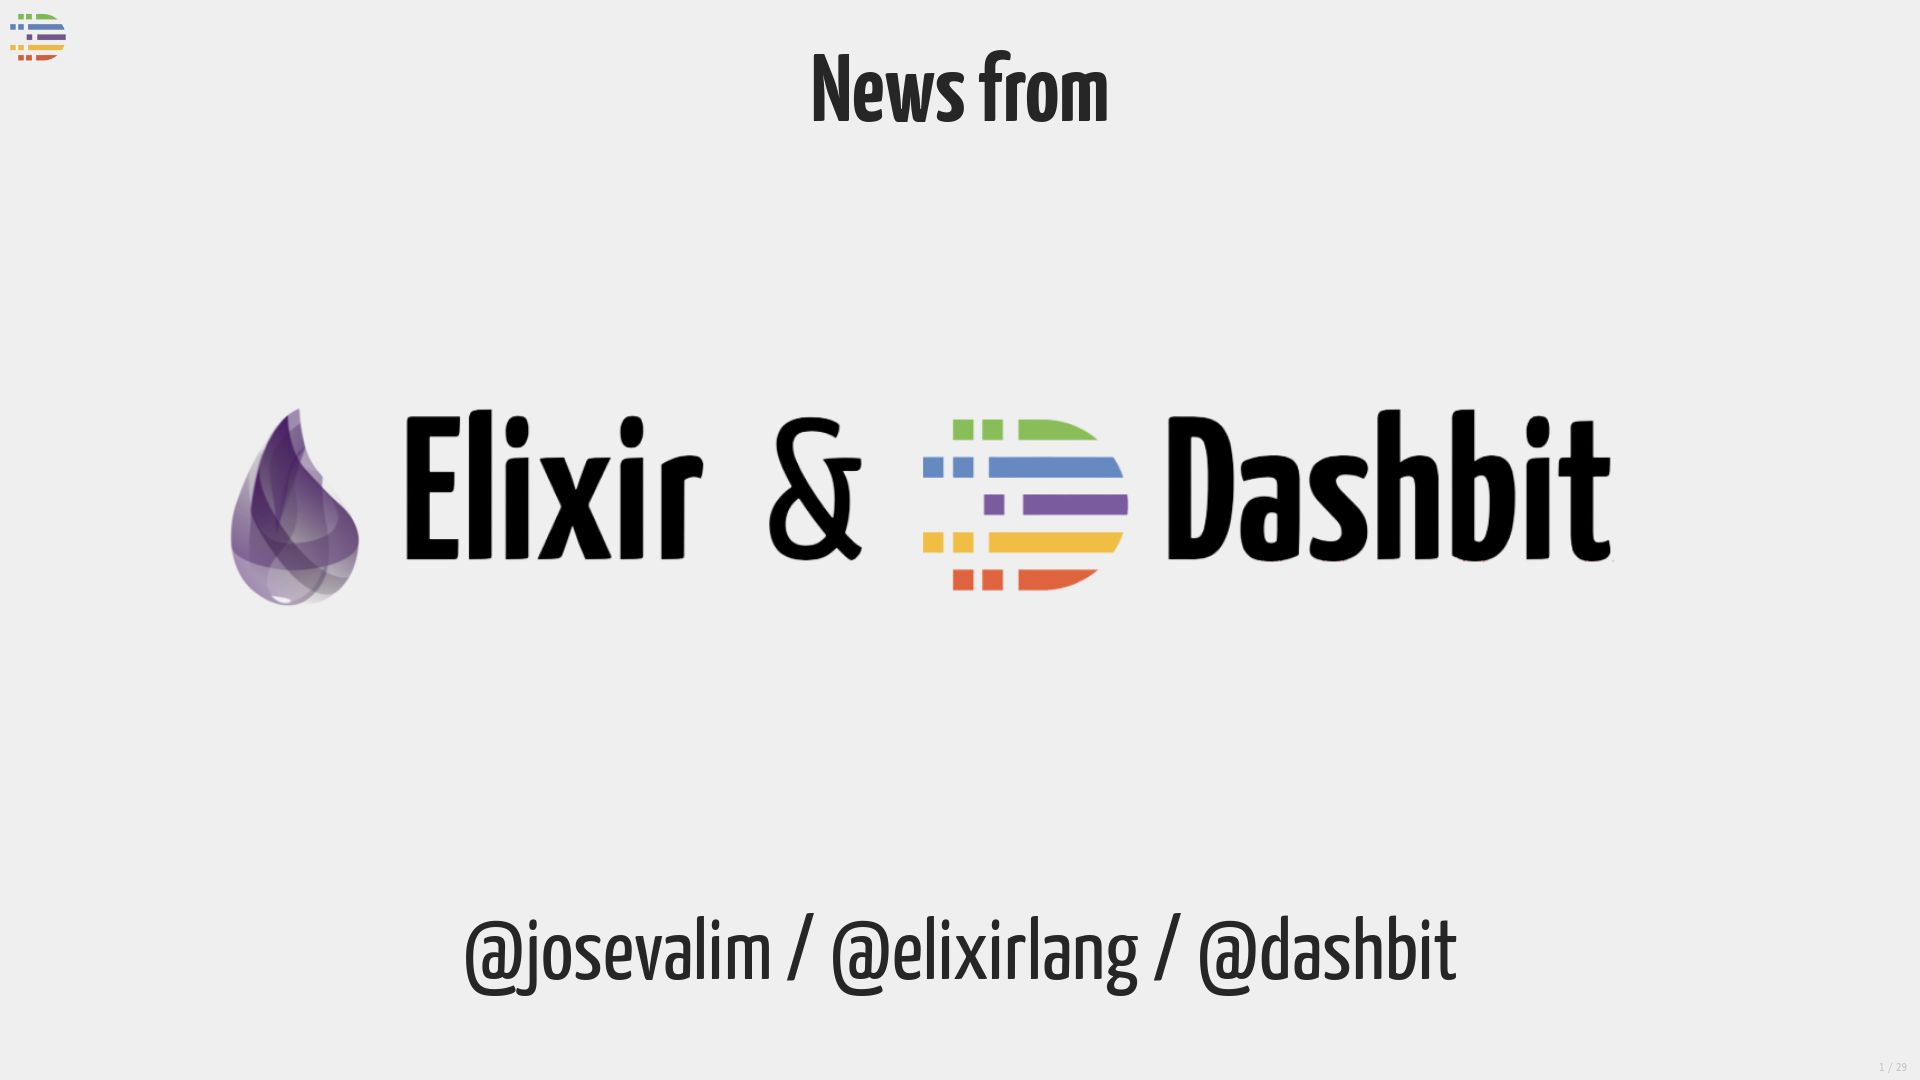 News from
Elixir & Dashbit
@josevalim / @elixirlang / @dashbit
1 / 29